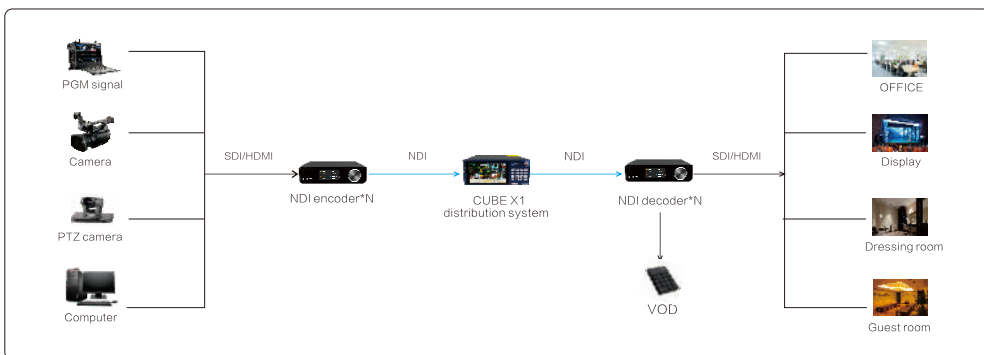 PGM signal
Camera
PTZ camera
Computer
SDI/HDMI
NDI encoder*N
NDI
CUBE X1
distribution system
NDI
NDI decoder*N
VOD
SDI/HDMI
OFFICE
Display
Dressing room
Guest room